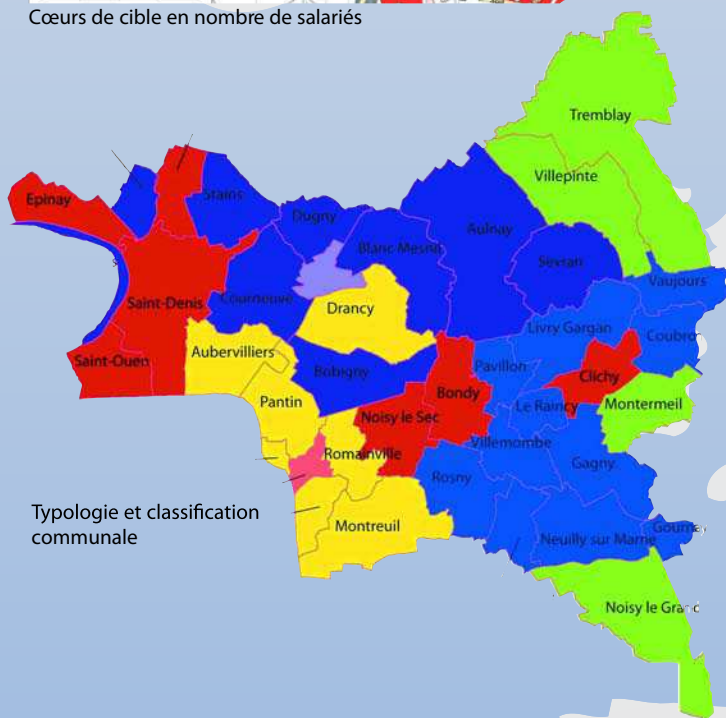 Cœurs de cible en nombre de salariés
Tremblay
Villepinte
Epinay
Stains
Dugny
Aulnay
Blanc Mesnil
Sevran
Vaujours
Saint-Denis
Courneuve
Drancy
Livry Gargan
Coubro
Saint-Ouen
Aubervilliers
Bobigny
Pavillon
Clichy
Bondy
Pantin
Le Raincy
Montermeil
Noisy le Sec
Villemombe
Romainville
Gagny
Rosny
Typologie et classification
communale
Montreuil
Neuilly sur Marne
Noisy le Grand